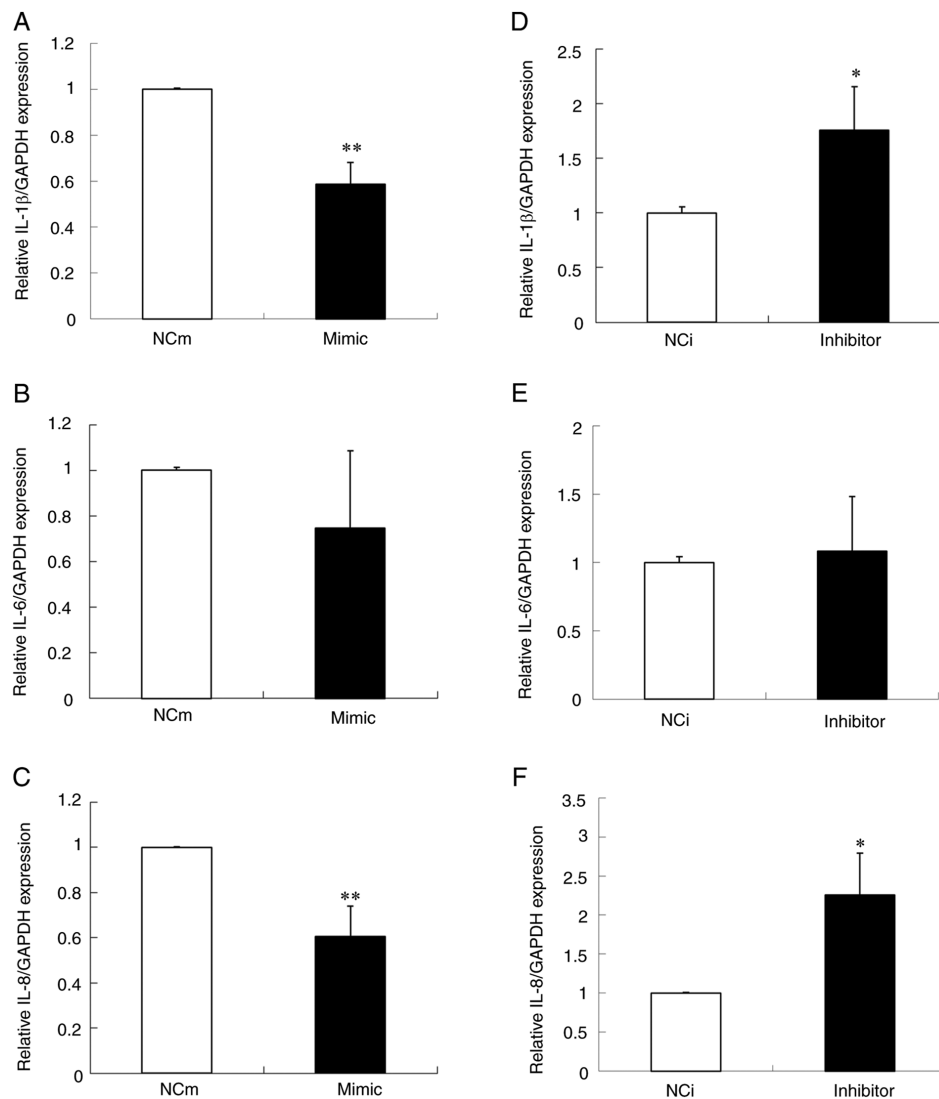 A
Relative IL-1β/GAPDH expression
1.2
1
0.8
0.6
0.4
0.2
0
**
NCm
Mimic
D
Relative IL-1β/GAPDH expression
2.5
2
1.5
1
0.5
0
*
NCi
Inhibitor
B
Relative IL-6/GAPDH expression
1.2
1
0.8
0.6
0.4
0.2
0
NCm
Mimic
E
Relative IL-6/GAPDH expression
2
1.5
1
0.5
0
NCi
Inhibitor
C
Relative IL-8/GAPDH expression
1.2
1
0.8
0.6
0.4
0.2
0
**
NCm
Mimic
F
Relative IL-8/GAPDH expression
3.5
3
2.5
2
1.5
1
0.5
0
*
NCi
Inhibitor